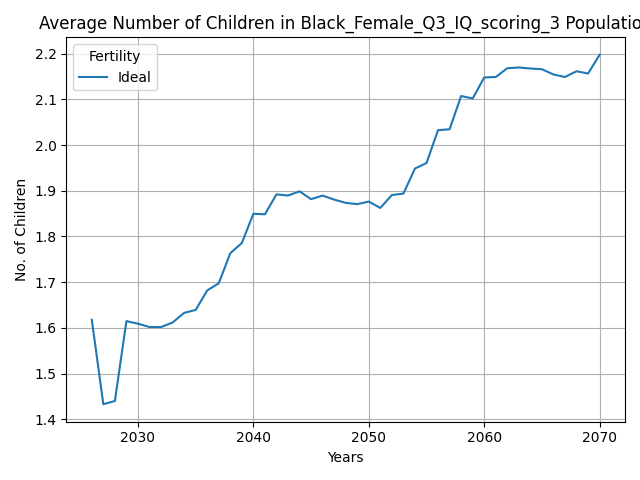 Average Number of Children in Black_Female_Q3_IQ_scoring_3 Populatio
Fertility
Ideal
No. of Children
2.2
2.1
2.0
1.9
1.8
1.7
1.6
1.5
1.4
2030 2040 2050 2060 2070
Years